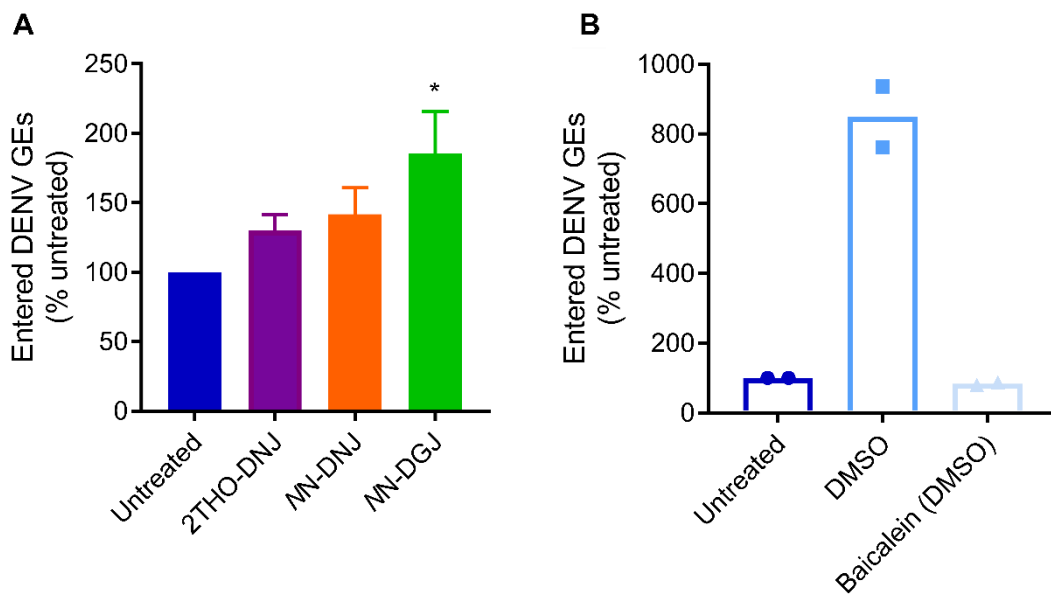 A
Entered DENV GEs
(% untreated)
250
200
150
100
50
0
*
Untreated
2THO-DNJ
NN-DNJ
NN-DGJ
B
Entered DENV GEs
(% untreated)
1000
800
600
400
200
0
Untreated
DMSO
Baicalein (DMSO)